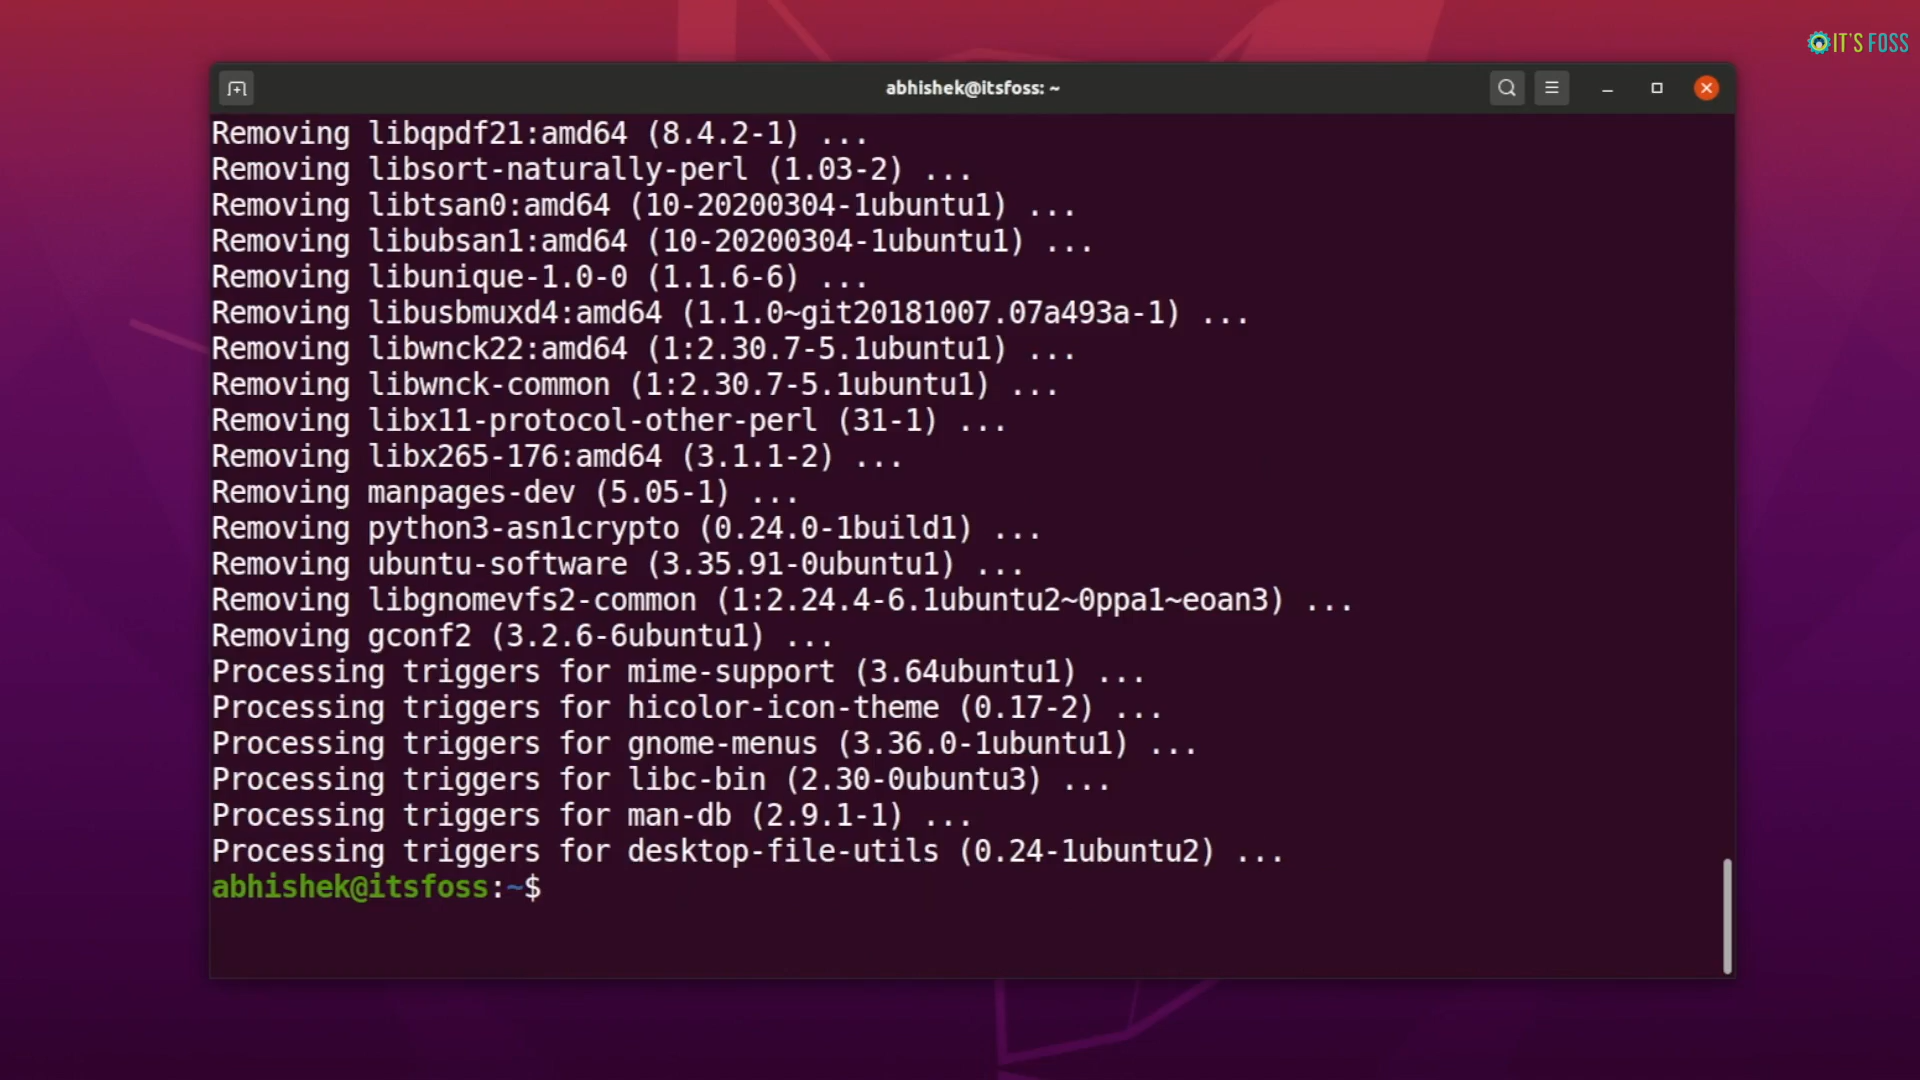 IT'S FOSS
abhishek@itsfoss: ~
Removing libqpdf21:amd64 (8.4.2-1) ...
Removing libsort-naturally-perl (1.03-2) ...
Removing libtsan0:amd64 (10-20200304-1ubuntu1) ...
Removing libubsan1:amd64 (10-20200304-1ubuntu1) ...
Removing libunique-1.0-0 (1.1.6-6) ...
Removing libusbmuxd4:amd64 (1.1.0~git20181007.07a493a-1) ...
Removing libwnck22:amd64 (1:2.30.7-5.1ubuntu1) ...
Removing libwnck-common (1:2.30.7-5.1ubuntu1) ...
Removing libx11-protocol-other-perl (31-1) ...
Removing libx265-176:amd64 (3.1.1-2) ...
Removing manpages-dev (5.05-1) ...
Removing python3-asn1crypto (0.24.0-1build1) ...
Removing ubuntu-software (3.35.91-0ubuntu1) ...
Removing libgnomevfs2-common (1:2.24.4-6.1ubuntu2~0ppa1~eoan3) ...
Removing gconf2 (3.2.6-6ubuntu1) ...
Processing triggers for mime-support (3.64ubuntu1) ...
Processing triggers for hicolor-icon-theme (0.17-2) ...
Processing triggers for gnome-menus (3.36.0-1ubuntu1) ...
Processing triggers for libc-bin (2.30-0ubuntu3) ...
Processing triggers for man-db (2.9.1-1) ...
Processing triggers for desktop-file-utils (0.24-1ubuntu2) ...
abhishek@itsfoss:~$